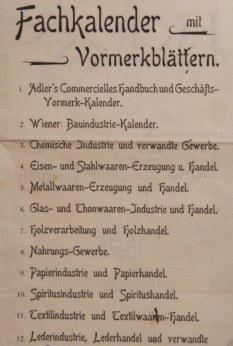 Fachkalender mit
Vormerkblättern.
1. Adler's Commercielles Handbuch und Geschäfts-
Vormerk-Kalender.
2. Wiener Bauindustrie-Kalender.
3. Chemische Industrie und verwandte Gewerbe.
4. Eisen- und Stahlwaaren-Erzeugung u. Handel.
5. Metallwaaren-Erzeugung und Handel.
6. Glas- und Thonwaaren-Industrie und Handel.
7. Holzverarbeitung und Holzhandel.
8. Nahrungs-Gewerbe.
9. Papierindustrie und Papierhandel.
10. Spiritusindustrie und Spiritushandel.
11. Textilindustrie und Textilwaaren-Handel.
12. Lederindustrie, Lederhandel und verwandte